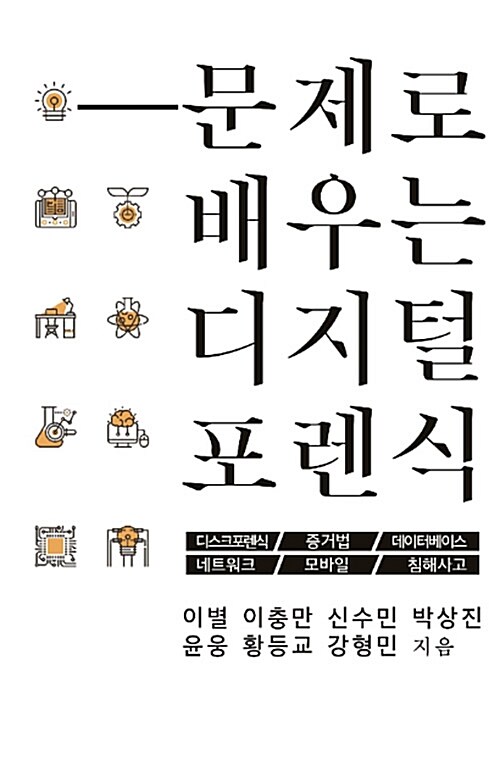 문제로
배우는
디지털
포렌식
디스크포렌식 / 증거법 / 데이터베이스
네트워크 / 모바일 / 침해사고
이별 이충만 신수민 박상진
윤웅 황등교 강형민 지음